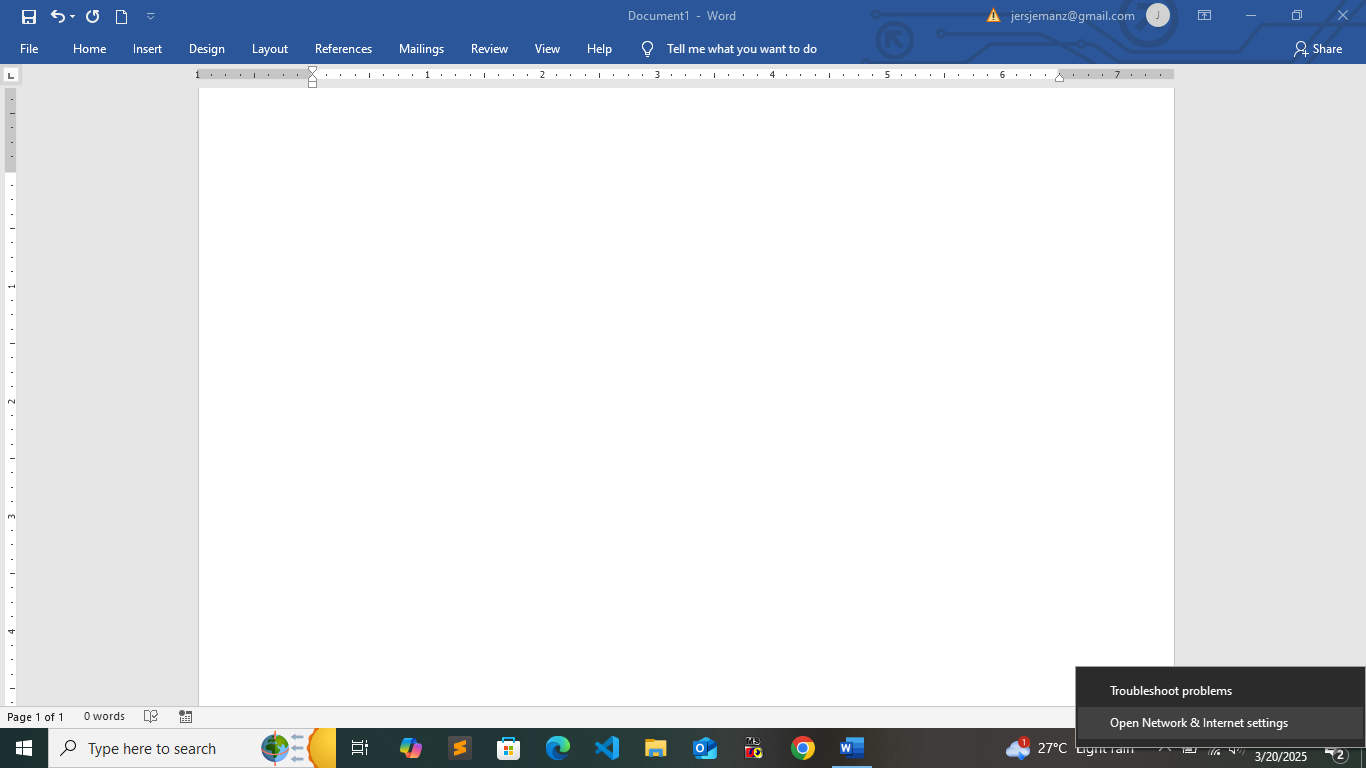 Document1 - Word
jersjemanz@gmail.com
J
File Home Insert Design Layout References Mailings Review View Help Tell me what you want to do Share
1 1 2 3 4 5 6 7
1
2
3
4
Troubleshoot problems
Open Network & Internet settings
Page 1 of 1 0 words
Type here to search
1
27°C Light rain
3/20/2025
2